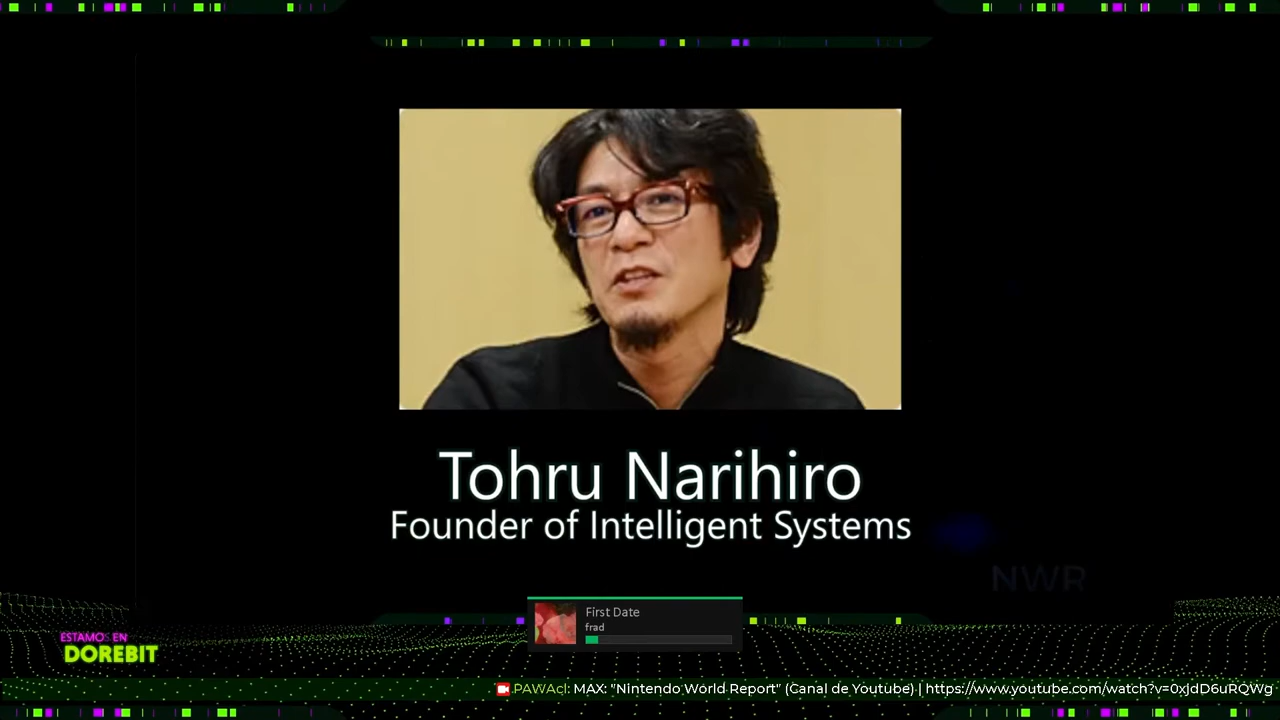 Tohru Narihiro
Founder of Intelligent Systems
NWR
First Date
frad
ESTAMOS EN
DOREBIT
PAWAcl: MAX: "Nintendo World Report" (Canal de Youtube) | https://www.youtube.com/watch?v=0xJdD6uRQWg